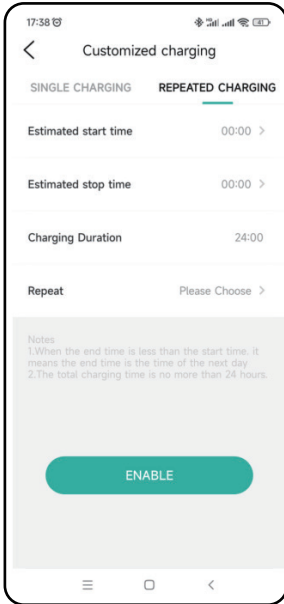 17:38
41
Customized charging
SINGLE CHARGING REPEATED CHARGING
Estimated start time 00:00 >
Estimated stop time 00:00 >
Charging Duration 24:00
Repeat Please Choose >
Notes
1.When the end time is less than the start time. it
means the end time is the time of the next day
2.The total charging time is no more than 24 hours.
ENABLE